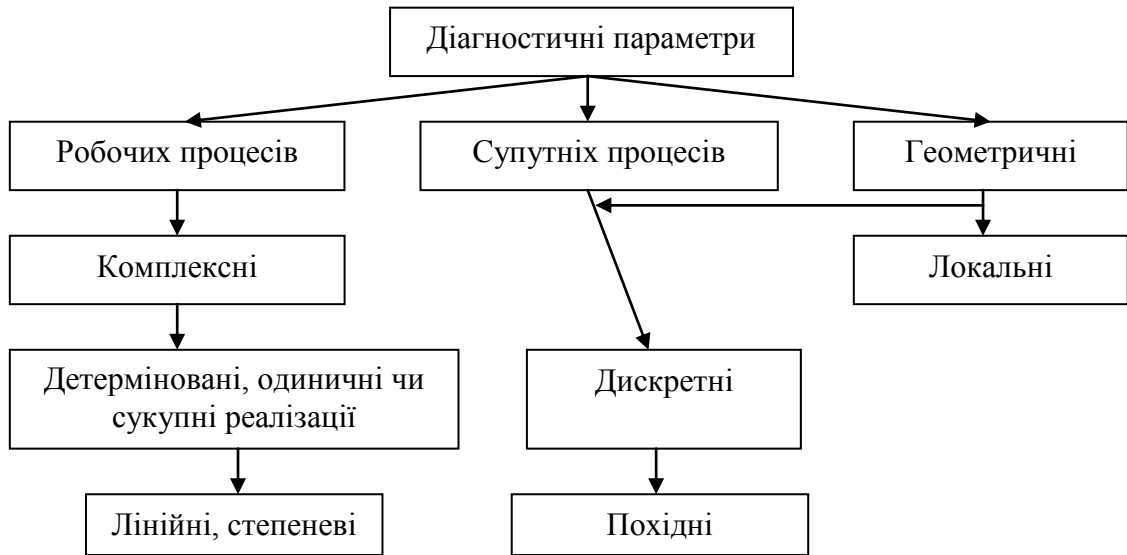 Діагностичні параметри
Робочих процесів
Супутніх процесів
Геометричні
Комплексні
Локальні
Детерміновані, одиничні чи
сукупні реалізації
Дискретні
Лінійні, степеневі
Похідні